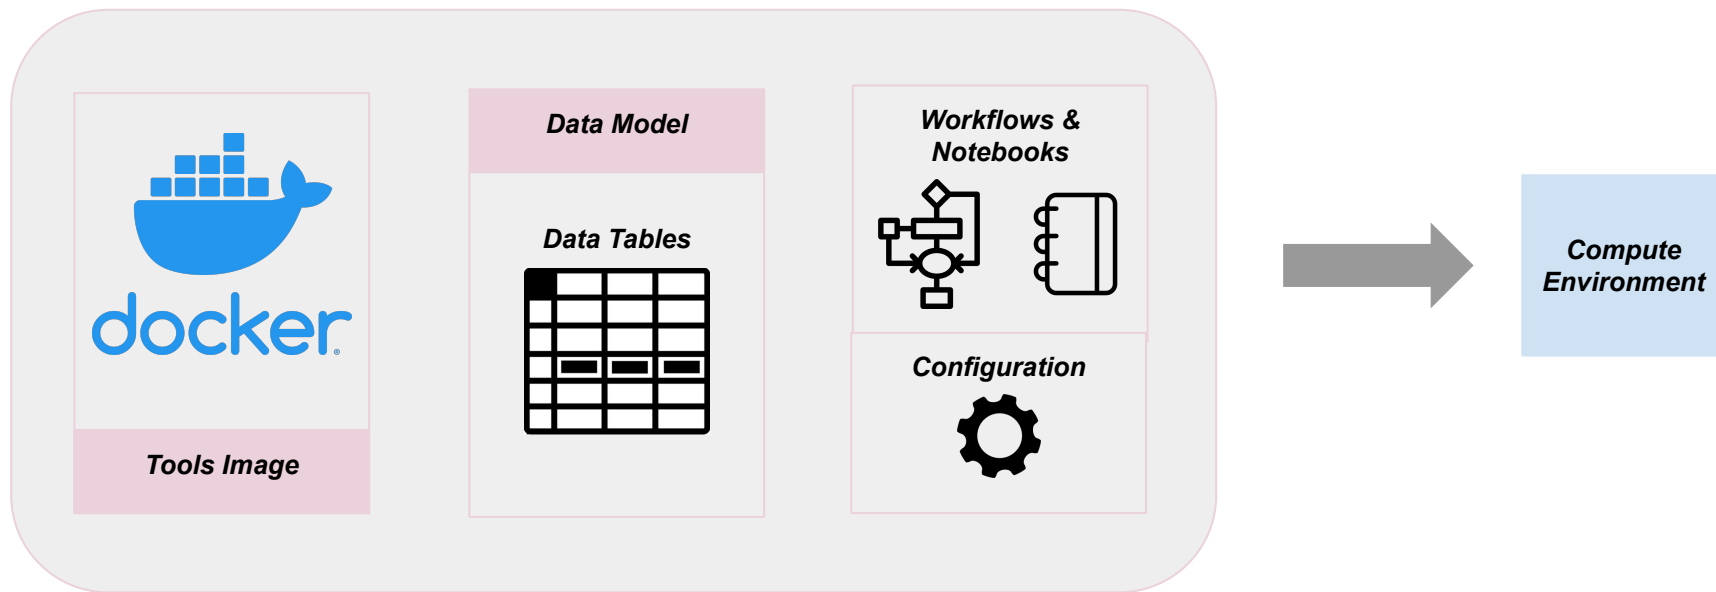 docker®
Tools Image
Data Model
Data Tables
Workflows &
Notebooks
Configuration
Compute
Environment